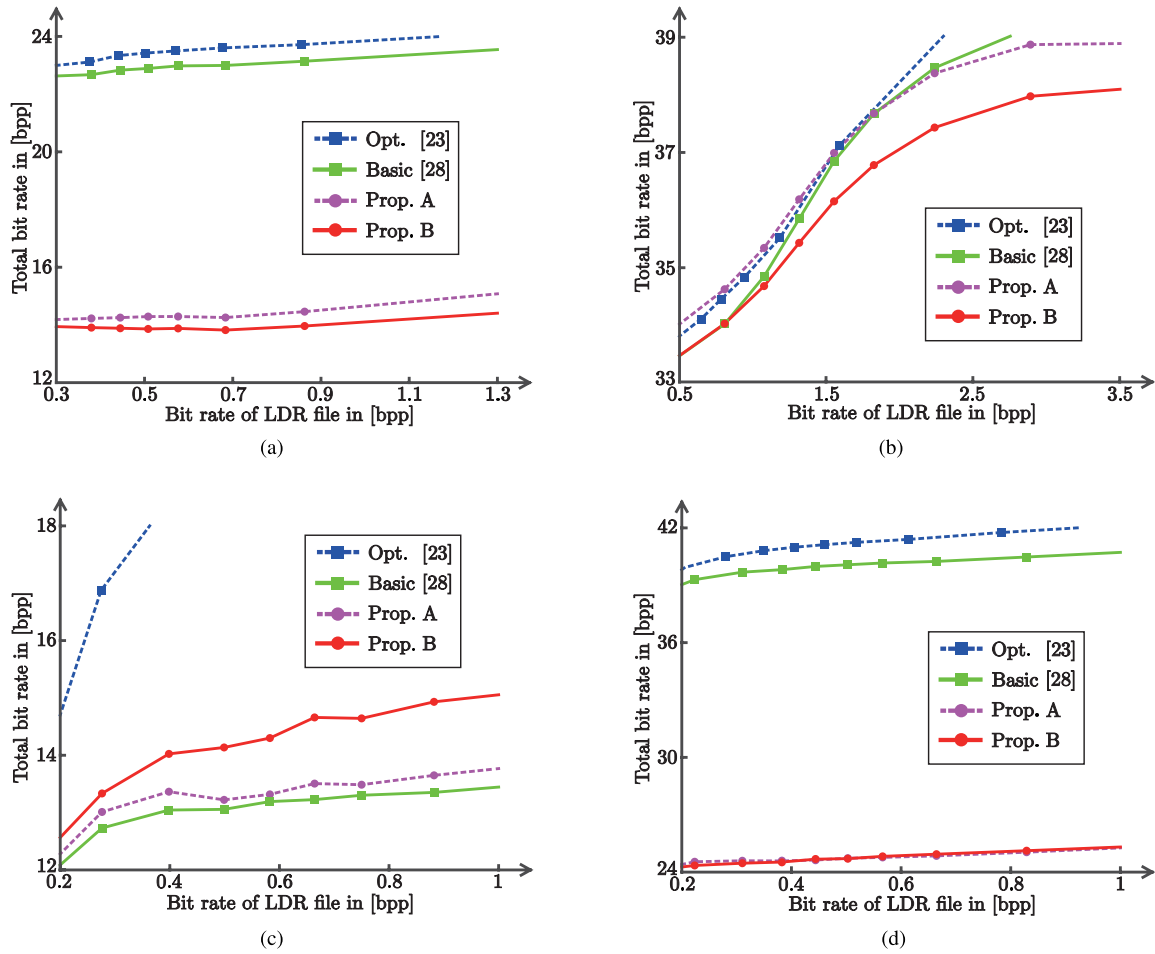 24
20
16
12
Total bit rate in [bpp]
Opt. [23]
Basic [28]
Prop. A
Prop. B
0.3 0.5 0.7 0.9 1.1 1.3
Bit rate of LDR file in [bpp]
(a)
39
37
35
33
Total bit rate in [bpp]
Opt. [23]
Basic [28]
Prop. A
Prop. B
0.5 1.5 2.5 3.5
Bit rate of LDR file in [bpp]
(b)
18
16
14
12
Total bit rate in [bpp]
Opt. [23]
Basic [28]
Prop. A
Prop. B
0.2 0.4 0.6 0.8 1
Bit rate of LDR file in [bpp]
(c)
42
36
30
24
Total bit rate in [bpp]
Opt. [23]
Basic [28]
Prop. A
Prop. B
0.2 0.4 0.6 0.8 1
Bit rate of LDR file in [bpp]
(d)